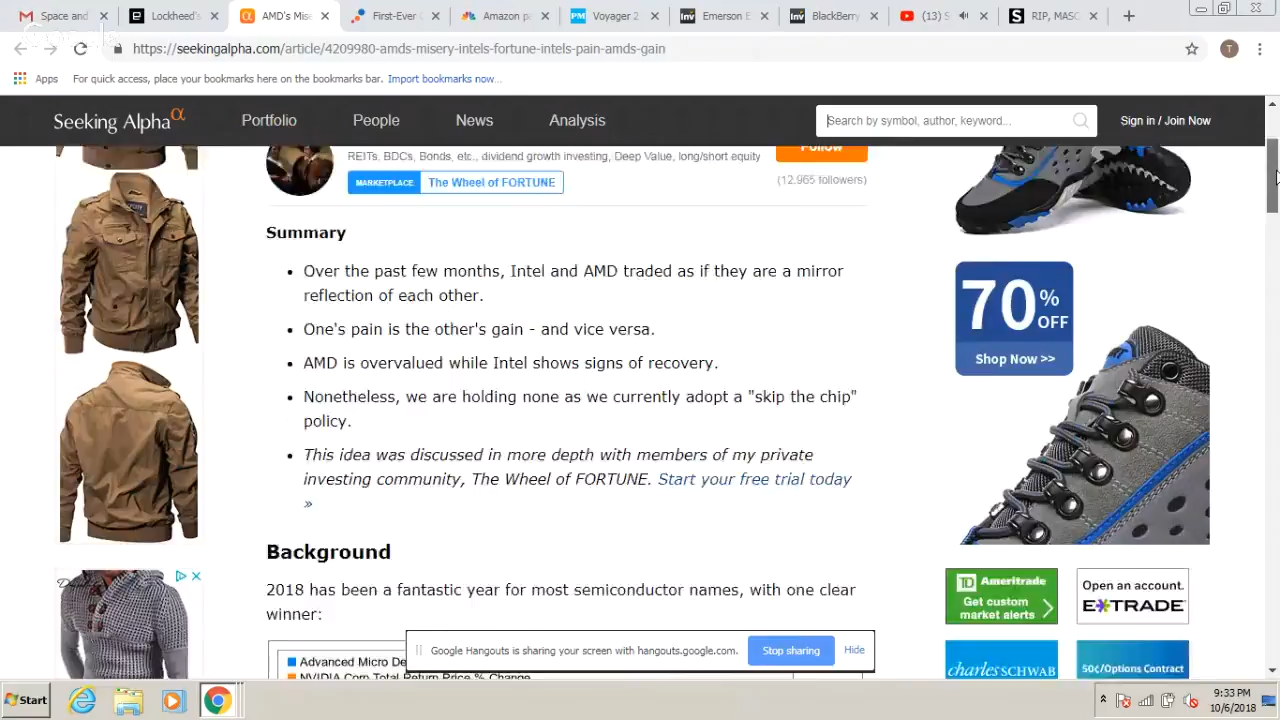 Space and
Lockheed's
AMD's Mise
First-Ever
Amazon p
Voyager 2
Emerson
BlackBerry
(13) S
RIP, MASC
https://seekingalpha.com/article/4209980-amds-misery-intels-fortune-intels-pain-amds-gain
T
Apps
For quick access, place your bookmarks here on the bookmarks bar. Import bookmarks now...
Seeking Alpha α
Portfolio
People
News
Analysis
Search by symbol, author, keyword...
Sign in / Join Now
REITs, BDCs, Bonds, etc., dividend growth investing, Deep Value, long/short equity
Follow
(12,965 followers)
MARKETPLACE The Wheel of FORTUNE
Summary
• Over the past few months, Intel and AMD traded as if they are a mirror
reflection of each other.
• One's pain is the other's gain - and vice versa.
• AMD is overvalued while Intel shows signs of recovery.
• Nonetheless, we are holding none as we currently adopt a "skip the chip"
policy.
• This idea was discussed in more depth with members of my private
investing community, The Wheel of FORTUNE. Start your free trial today
»
Background
2018 has been a fantastic year for most semiconductor names, with one clear
winner:
Advanced Micro De
NVIDIA Corp Total Return Price % Change
70% OFF
Shop Now >>
TD Ameritrade
Get custom
market alerts
Open an account.
E*TRADE
charles SCHWAB
50¢/Options Contract
Google Hangouts is sharing your screen with hangouts.google.com.
Stop sharing
Hide
Start
9:33 PM
10/6/2018